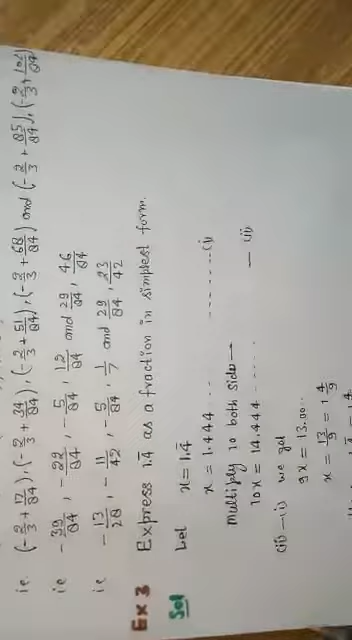 ie (-2/3 + 17/84), (-2/3 + 34/84), (-2/3 + 51/84), (-2/3 + 68/84) and (-2/3 + 85/84), (-2/3 + 102/84)
ie -39/84, -22/84, -5/84, 12/84 and 29/84, 46/84
ie -13/28, -11/42, -5/84, 1/7 and 29/84, 23/42
Ex 3 Express 1.4̄ as a fraction in simplest form.
Sol Let x = 1.4̄
x = 1.444... ------- (i)
Multiply 10 both sides —
10x = 14.444 ..... — (ii)
(ii) — (i) we get
9x = 13.00..
x = 13/9 = 1 4/9